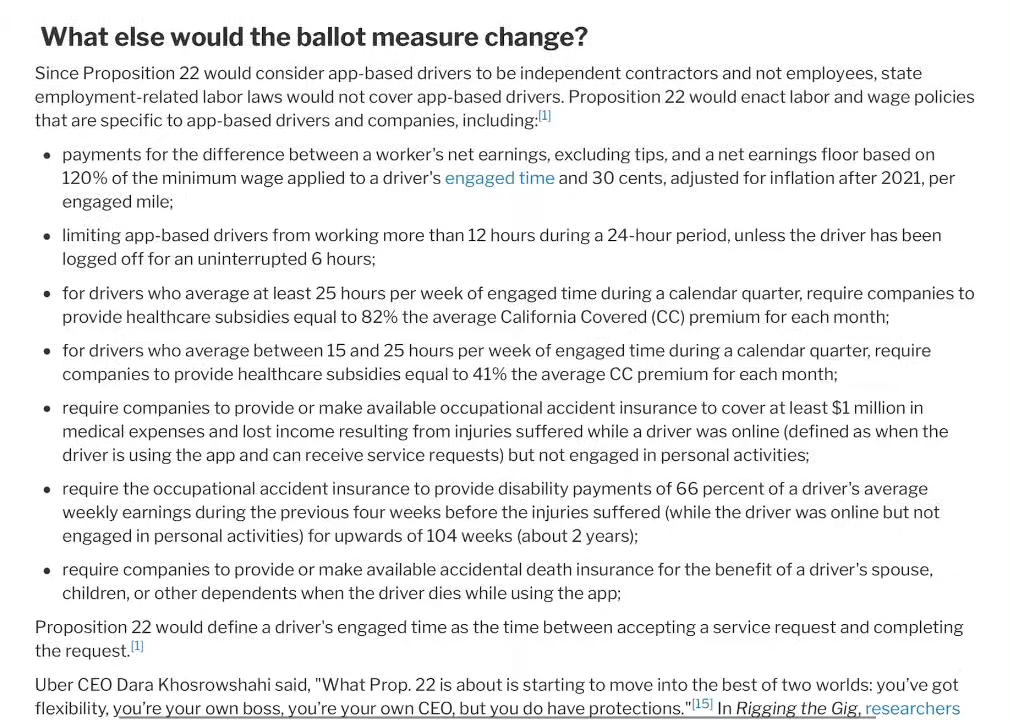 What else would the ballot measure change?
Since Proposition 22 would consider app-based drivers to be independent contractors and not employees, state
employment-related labor laws would not cover app-based drivers. Proposition 22 would enact labor and wage policies
that are specific to app-based drivers and companies, including:[1]
• payments for the difference between a worker's net earnings, excluding tips, and a net earnings floor based on
120% of the minimum wage applied to a driver's engaged time and 30 cents, adjusted for inflation after 2021, per
engaged mile;
• limiting app-based drivers from working more than 12 hours during a 24-hour period, unless the driver has been
logged off for an uninterrupted 6 hours;
• for drivers who average at least 25 hours per week of engaged time during a calendar quarter, require companies to
provide healthcare subsidies equal to 82% the average California Covered (CC) premium for each month;
• for drivers who average between 15 and 25 hours per week of engaged time during a calendar quarter, require
companies to provide healthcare subsidies equal to 41% the average CC premium for each month;
• require companies to provide or make available occupational accident insurance to cover at least $1 million in
medical expenses and lost income resulting from injuries suffered while a driver was online (defined as when the
driver is using the app and can receive service requests) but not engaged in personal activities;
• require the occupational accident insurance to provide disability payments of 66 percent of a driver's average
weekly earnings during the previous four weeks before the injuries suffered (while the driver was online but not
engaged in personal activities) for upwards of 104 weeks (about 2 years);
• require companies to provide or make available accidental death insurance for the benefit of a driver's spouse,
children, or other dependents when the driver dies while using the app;
Proposition 22 would define a driver's engaged time as the time between accepting a service request and completing
the request.[1]
Uber CEO Dara Khosrowshahi said, "What Prop. 22 is about is starting to move into the best of two worlds: you've got
flexibility, you're your own boss, you're your own CEO, but you do have protections."[15] In Rigging the Gig, researchers